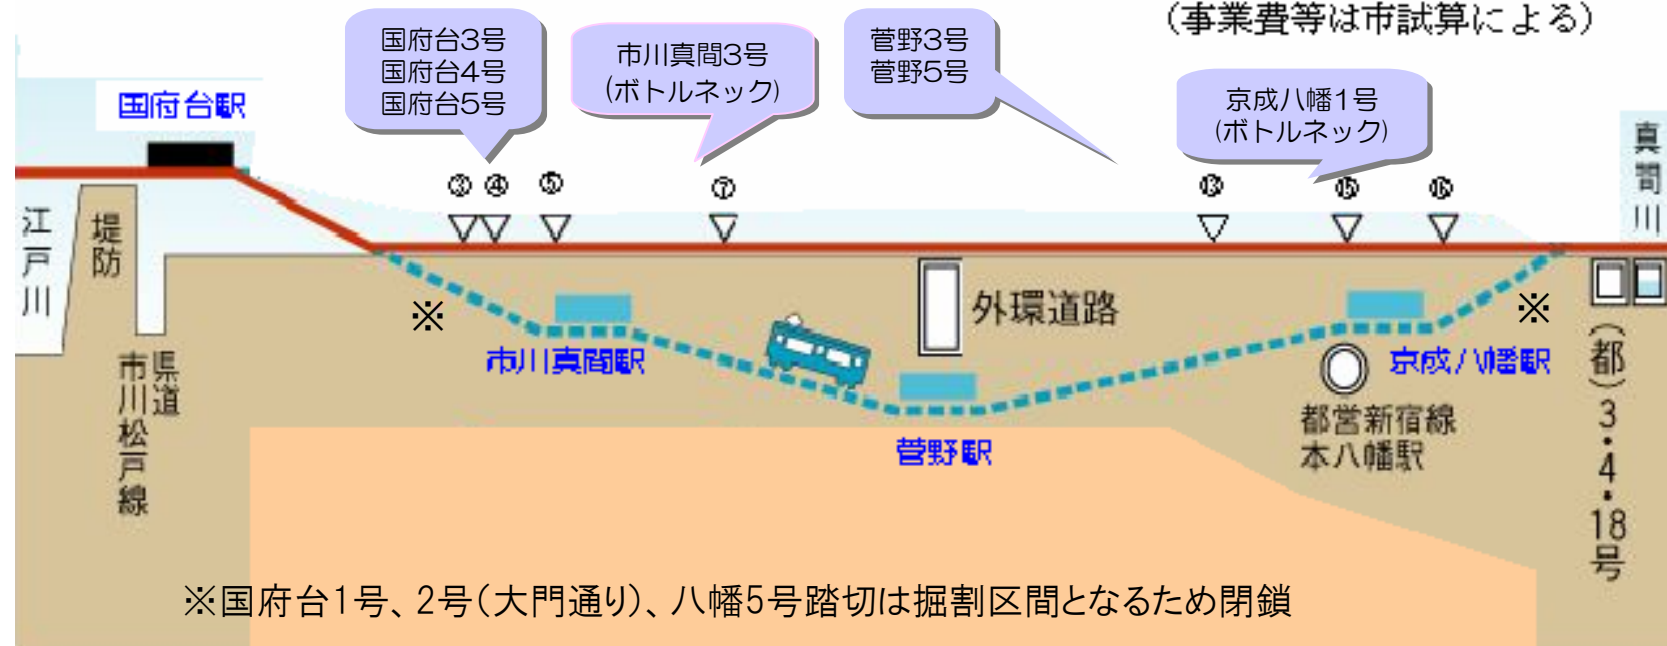 (事業費等は市試算による)
国府台3号
国府台4号
国府台5号
市川真間3号
(ボトルネック)
菅野3号
菅野5号
京成八幡1号
(ボトルネック)
国府台駅
真間川
③④⑤⑦⑬⑮⑯
江戸川
堤防
外環道路
※
※
市川真間駅
京成八幡駅
県道
市川松戸線
菅野駅
都営新宿線
本八幡駅
(都)3・4・18号
※国府台1号、2号(大門通り)、八幡5号踏切は掘割区間となるため閉鎖